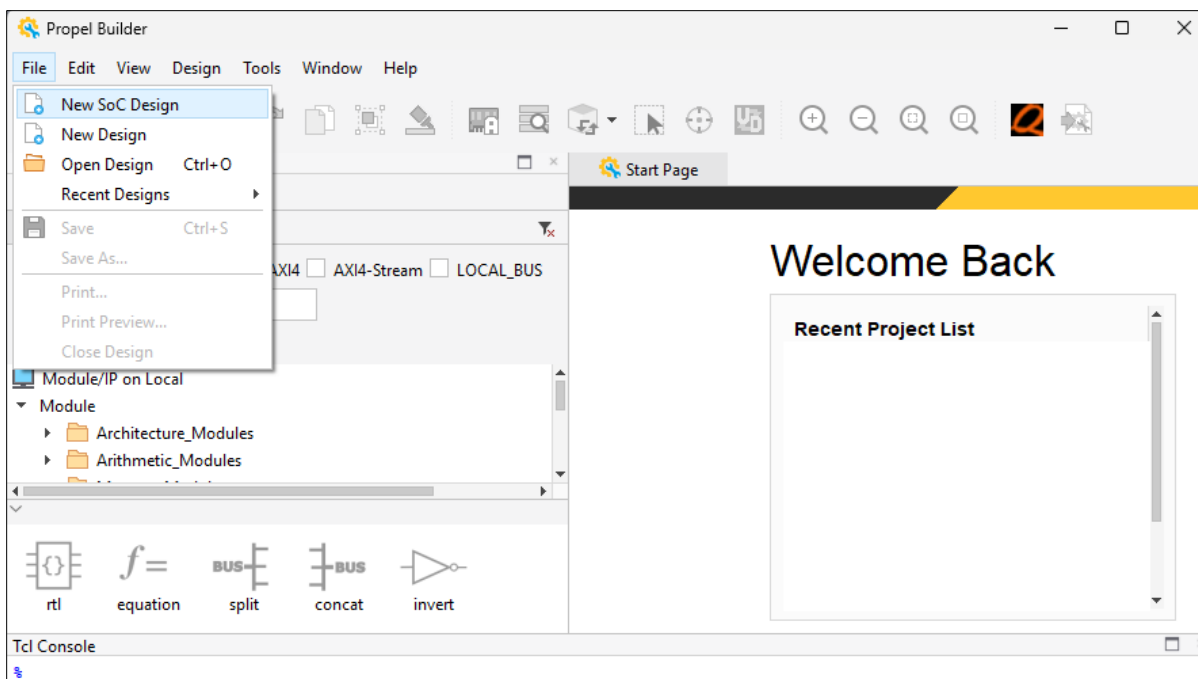 Propel Builder
File Edit View Design Tools Window Help
New SoC Design
New Design
Open Design Ctrl+O
Recent Designs
Save Ctrl+S
Save As...
Print...
Print Preview...
Close Design
Start Page
AXI4 AXI4-Stream LOCAL_BUS
Module/IP on Local
Module
Architecture_Modules
Arithmetic_Modules
BUS BUS
rtl equation split concat invert
Welcome Back
Recent Project List
Tcl Console
%